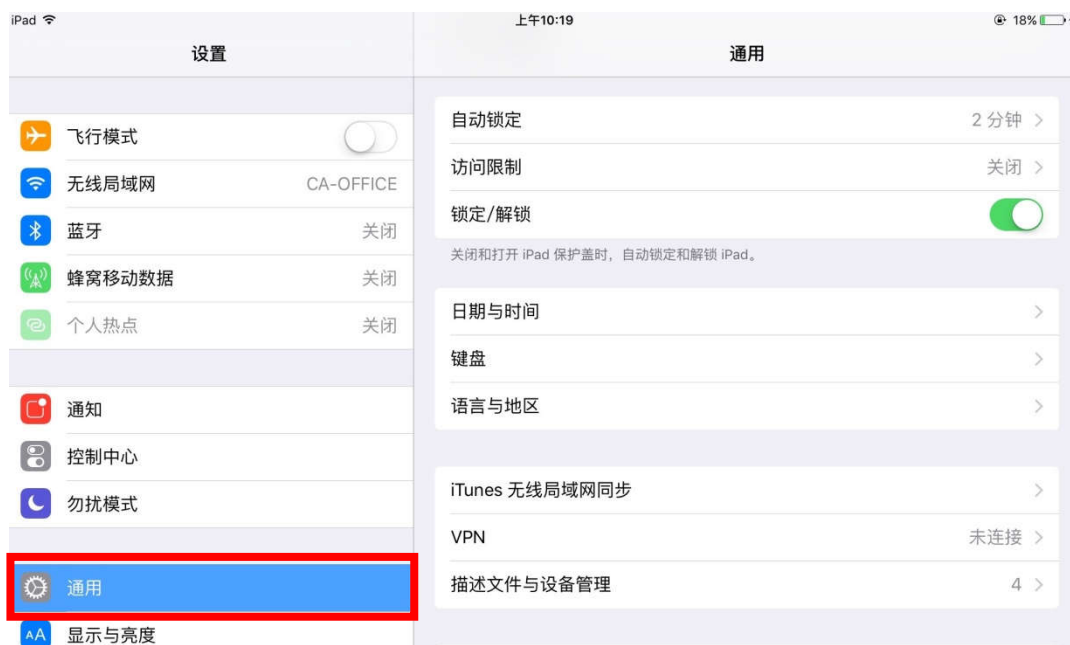 iPad
上午10:19
18%
设置
通用
飞行模式
无线局域网 CA-OFFICE
蓝牙 关闭
蜂窝移动数据 关闭
个人热点 关闭
通知
控制中心
勿扰模式
通用
AA 显示与亮度
自动锁定 2 分钟
访问限制 关闭
锁定/解锁
关闭和打开 iPad 保护盖时，自动锁定和解锁 iPad。
日期与时间
键盘
语言与地区
iTunes 无线局域网同步
VPN 未连接
描述文件与设备管理 4